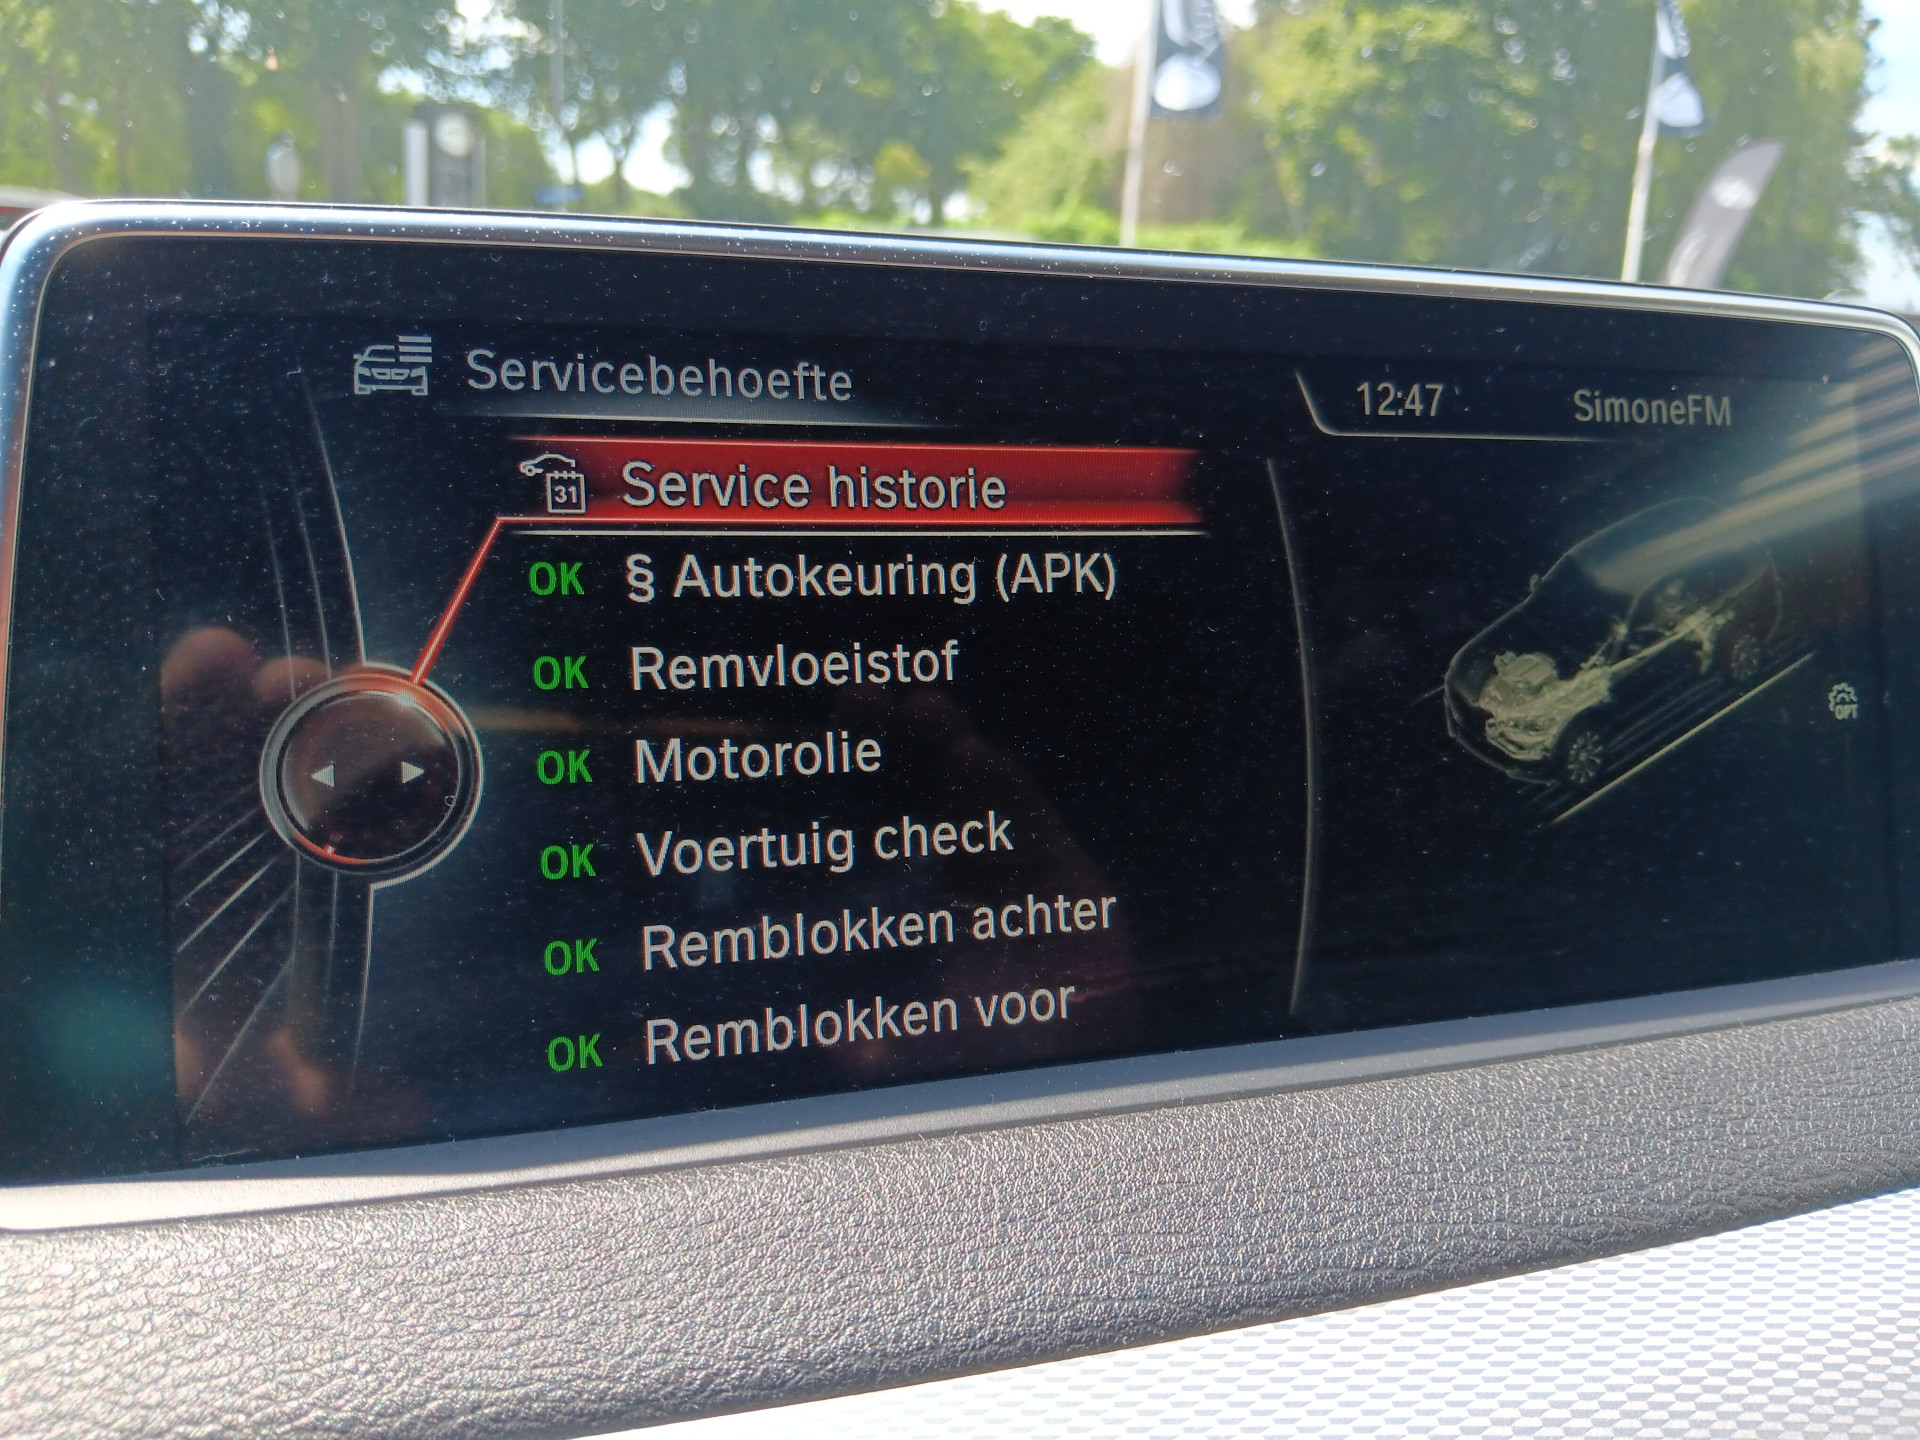 Servicebehoefte
12:47
SimoneFM
31
Service historie
OK § Autokeuring (APK)
OK Remvloeistof
OK Motorolie
OK Voertuig check
OK Remblokken achter
OK Remblokken voor
OPT